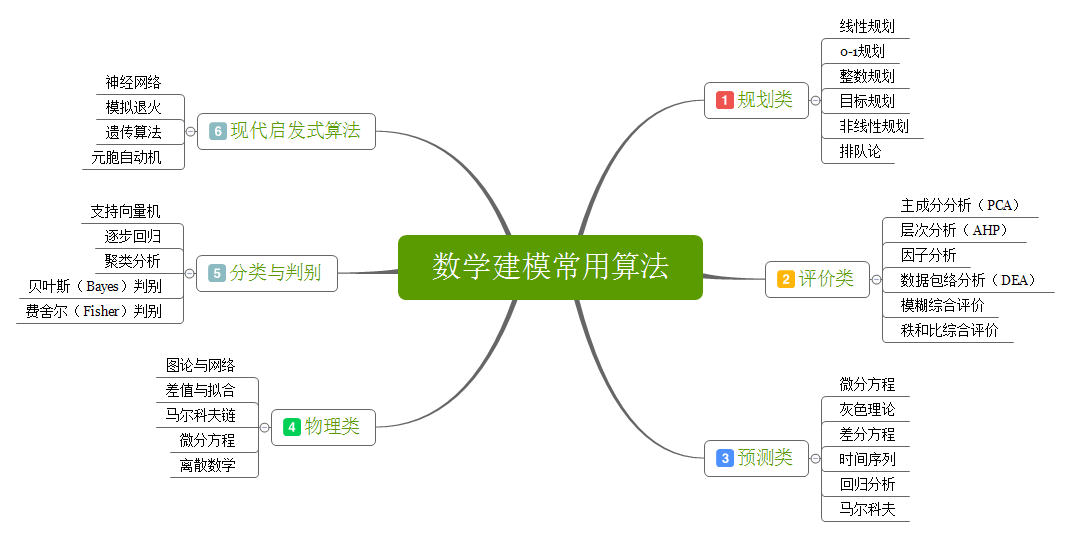 数学建模常用算法
1 规划类
线性规划
0-1规划
整数规划
目标规划
非线性规划
排队论
2 评价类
主成分分析（PCA）
层次分析（AHP）
因子分析
数据包络分析（DEA）
模糊综合评价
秩和比综合评价
3 预测类
微分方程
灰色理论
差分方程
时间序列
回归分析
马尔科夫
4 物理类
图论与网络
差值与拟合
马尔科夫链
微分方程
离散数学
5 分类与判别
支持向量机
逐步回归
聚类分析
贝叶斯（Bayes）判别
费舍尔（Fisher）判别
6 现代启发式算法
神经网络
模拟退火
遗传算法
元胞自动机